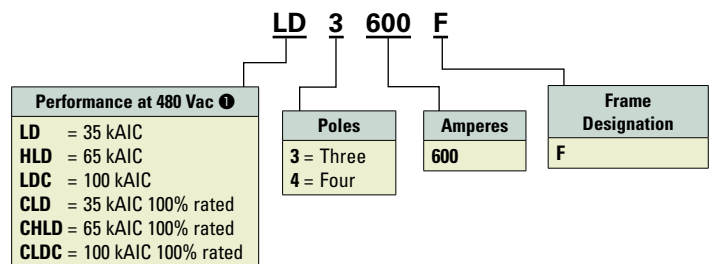 LD 3 600 F
Performance at 480 Vac ❶
LD = 35 kAIC
HLD = 65 kAIC
LDC = 100 kAIC
CLD = 35 kAIC 100% rated
CHLD = 65 kAIC 100% rated
CLDC = 100 kAIC 100% rated
Poles
3 = Three
4 = Four
Amperes
600
Frame
Designation
F